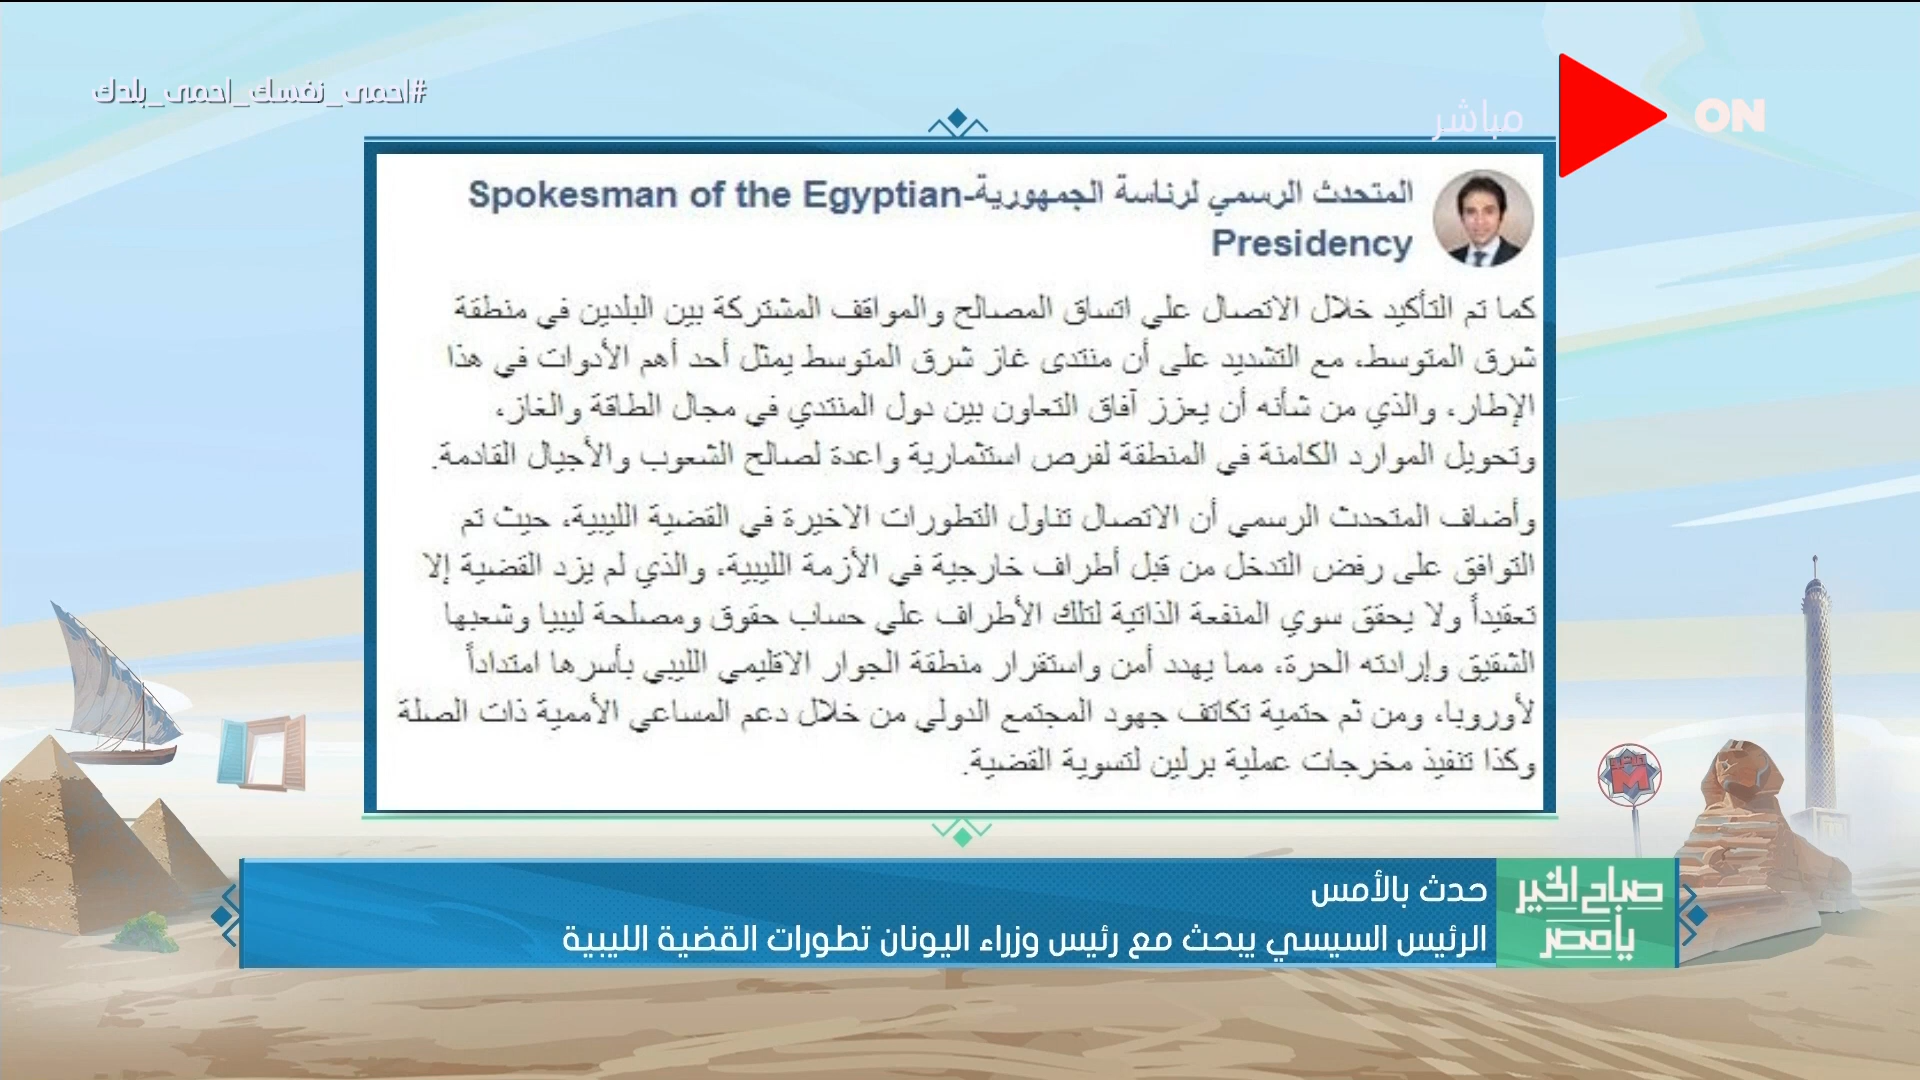 #احمى_نفسك_احمى_بلدك
مباشر
ON
المتحدث الرسمي لرئاسة الجمهورية-Spokesman of the Egyptian
Presidency
كما تم التأكيد خلال الاتصال علي اتساق المصالح والمواقف المشتركة بين البلدين في منطقة
شرق المتوسط، مع التشديد على أن منتدى غاز شرق المتوسط يمثل أحد أهم الأدوات في هذا
الإطار، والذي من شأنه أن يعزز آفاق التعاون بين دول المنتدي في مجال الطاقة والغاز،
وتحويل الموارد الكامنة في المنطقة لفرص استثمارية واعدة لصالح الشعوب والأجيال القادمة.
وأضاف المتحدث الرسمي أن الاتصال تناول التطورات الاخيرة في القضية الليبية، حيث تم
التوافق على رفض التدخل من قبل أطراف خارجية في الأزمة الليبية، والذي لم يزد القضية إلا
تعقيداً ولا يحقق سوي المنفعة الذاتية لتلك الأطراف علي حساب حقوق ومصلحة ليبيا وشعبها
الشقيق وإرادته الحرة، مما يهدد أمن واستقرار منطقة الجوار الاقليمي الليبي بأسرها امتداداً
لأوروبا، ومن ثم حتمية تكاتف جهود المجتمع الدولي من خلال دعم المساعي الأممية ذات الصلة
وكذا تنفيذ مخرجات عملية برلين لتسوية القضية.
صباح الخير
يا مصر
حدث بالأمس
الرئيس السيسي يبحث مع رئيس وزراء اليونان تطورات القضية الليبية